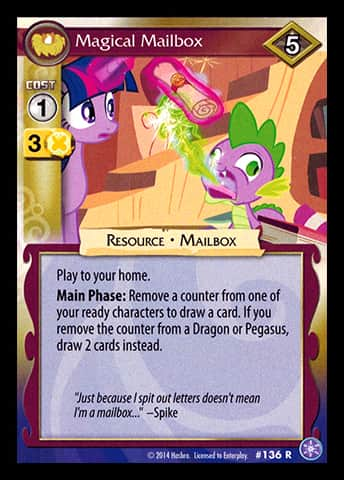 Magical Mailbox
5
COST
1
3
RESOURCE • MAILBOX
Play to your home.
Main Phase: Remove a counter from one of
your ready characters to draw a card. If you
remove the counter from a Dragon or Pegasus,
draw 2 cards instead.
"Just because I spit out letters doesn't mean
I'm a mailbox..." –Spike
© 2014 Hasbro. Licensed to Enterplay. #136 R